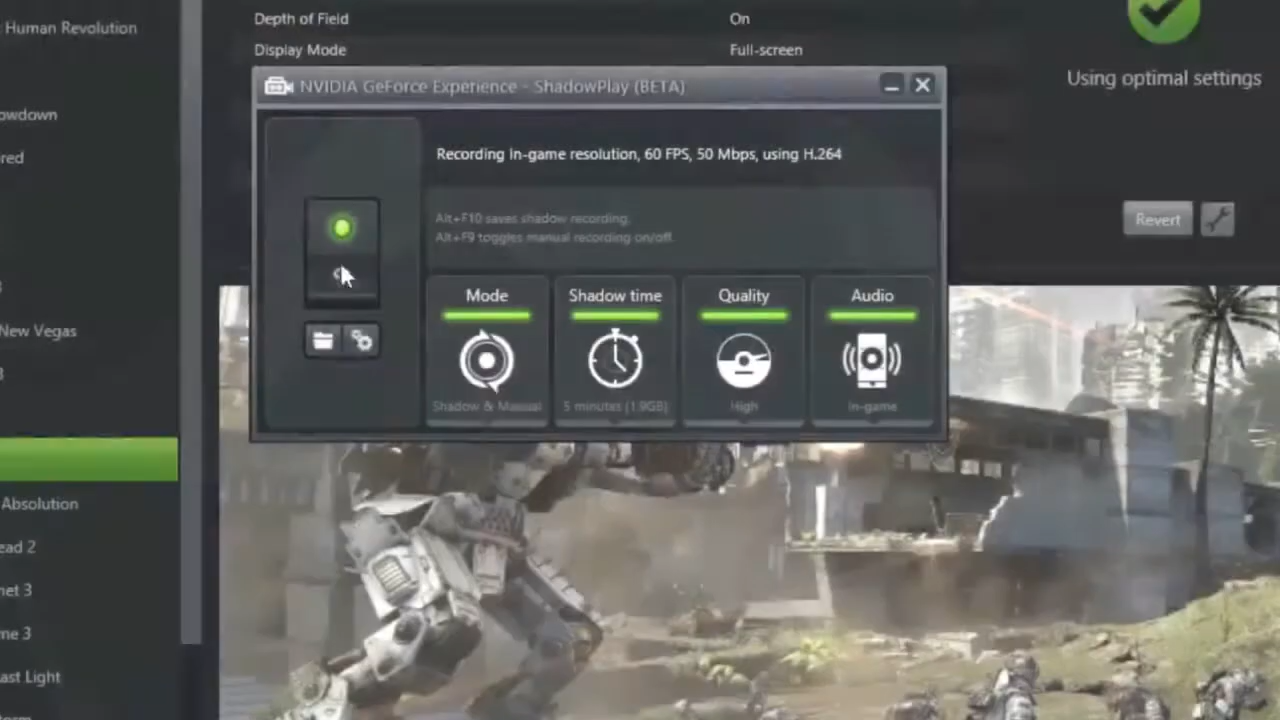 Human Revolution
owdown
red
New Vegas
3
Absolution
ead 2
net 3
me 3
ast Light
Depth of Field On
Display Mode Full-screen
Using optimal settings
Revert
NVIDIA GeForce Experience - ShadowPlay (BETA)
Recording In-game resolution, 60 FPS, 50 Mbps, using H.264
Alt+F10 saves shadow recording.
Alt+F9 toggles manual recording on/off.
Mode Shadow time Quality Audio
Shadow & Manual 5 minutes (1.9GB) High In-game